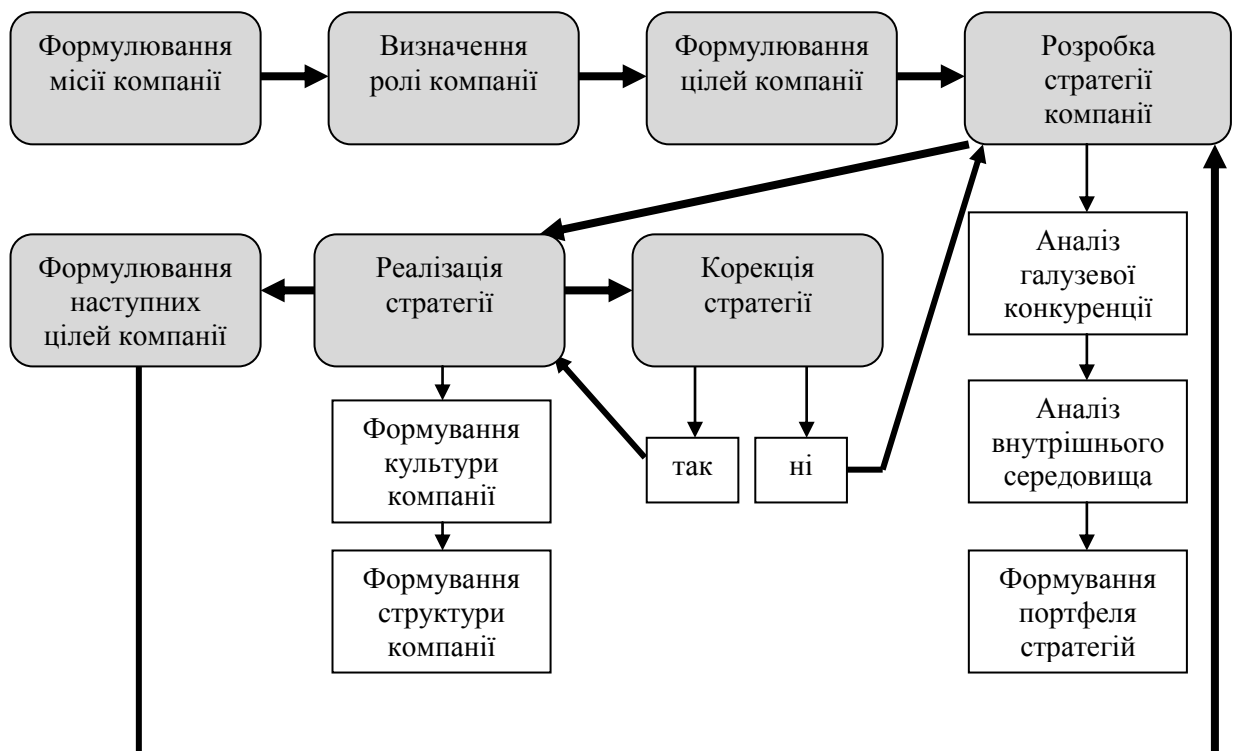 Формулювання
місії компанії
Визначення
ролі компанії
Формулювання
цілей компанії
Розробка
стратегії
компанії
Формулювання
наступних
цілей компанії
Реалізація
стратегії
Корекція
стратегії
Аналіз
галузевої
конкуренції
Формування
культури
компанії
так
ні
Аналіз
внутрішнього
середовища
Формування
структури
компанії
Формування
портфеля
стратегій